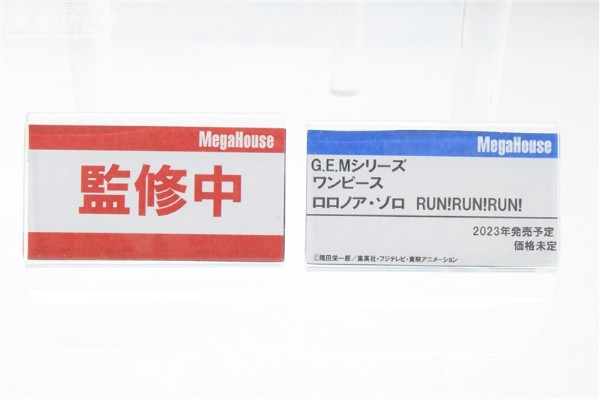 MegaHouse
監修中
MegaHouse
G.E.Mシリーズ
ワンピース
ロロノア・ゾロ RUN!RUN!RUN!
2023年発売予定
価格未定
©尾田栄一郎／集英社・フジテレビ・東映アニメーション